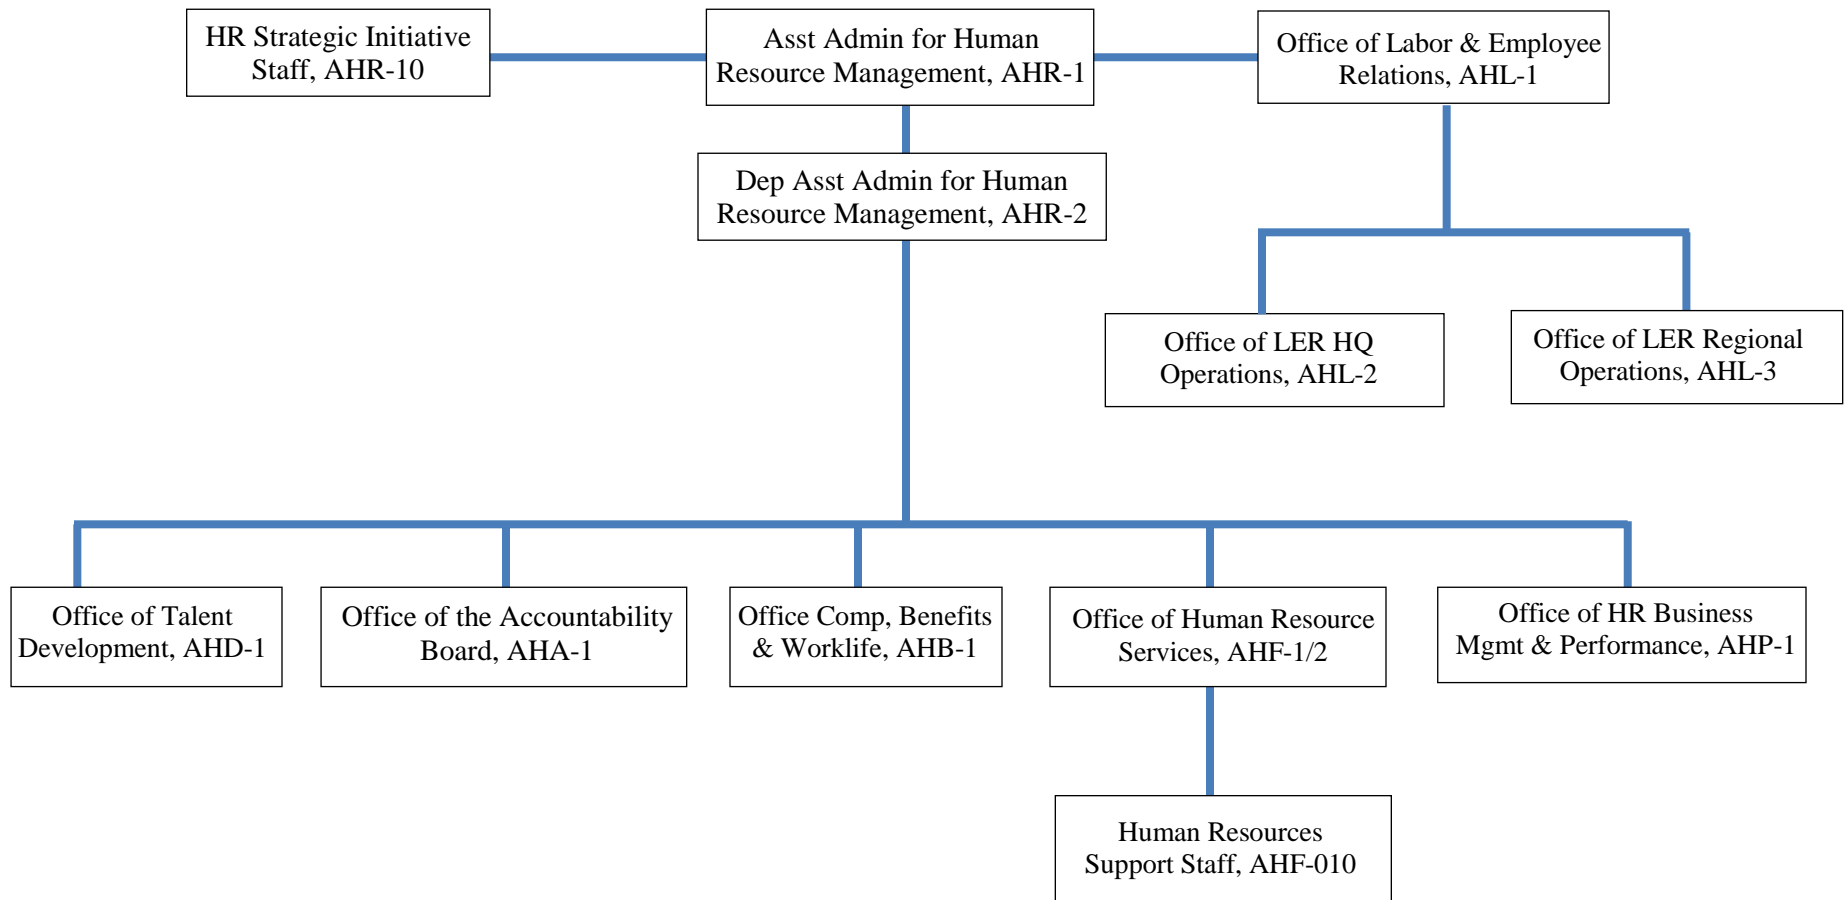 HR Strategic Initiative
Staff, AHR-10
Asst Admin for Human
Resource Management, AHR-1
Office of Labor & Employee
Relations, AHL-1
Dep Asst Admin for Human
Resource Management, AHR-2
Office of LER HQ
Operations, AHL-2
Office of LER Regional
Operations, AHL-3
Office of Talent
Development, AHD-1
Office of the Accountability
Board, AHA-1
Office Comp, Benefits
& Worklife, AHB-1
Office of Human Resource
Services, AHF-1/2
Office of HR Business
Mgmt & Performance, AHP-1
Human Resources
Support Staff, AHF-010